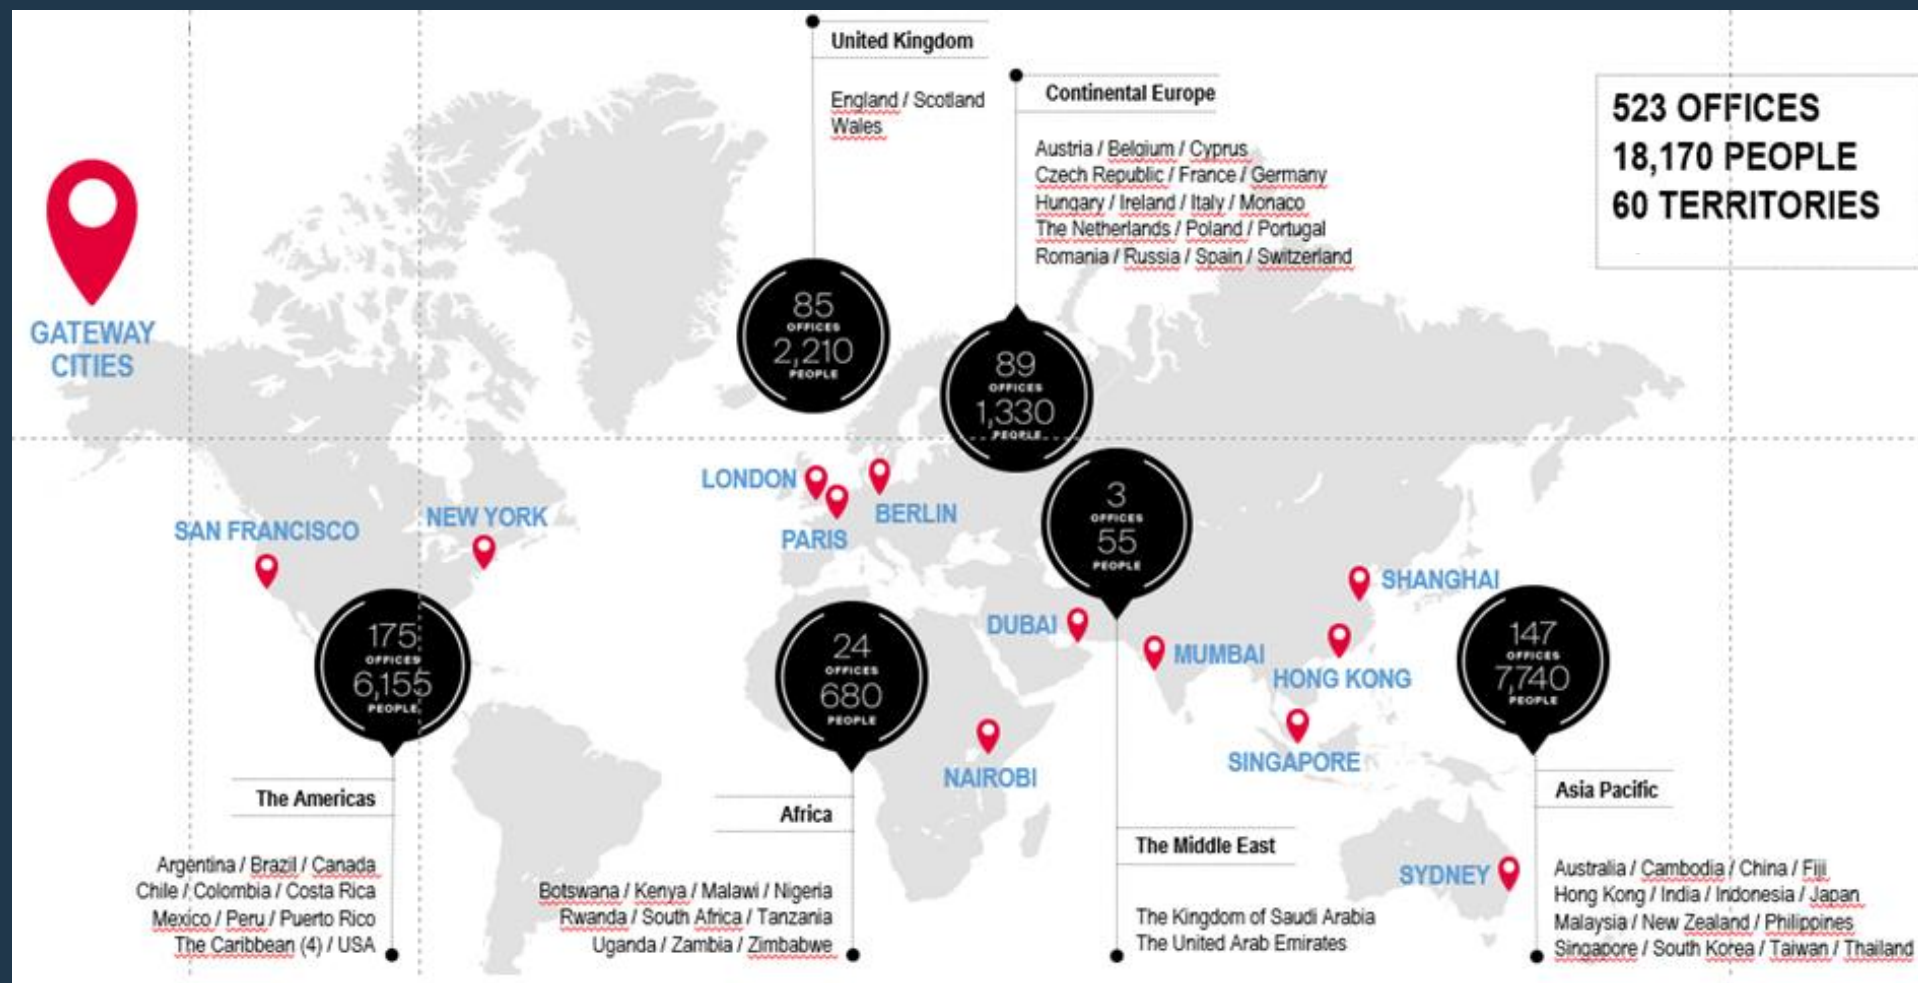 United Kingdom
England / Scotland
Wales
Continental Europe
Austria / Belgium / Cyprus
Czech Republic / France / Germany
Hungary / Ireland / Italy / Monaco
The Netherlands / Poland / Portugal
Romania / Russia / Spain / Switzerland
523 OFFICES
18,170 PEOPLE
60 TERRITORIES
GATEWAY
CITIES
85
OFFICES
2,210
PEOPLE
89
OFFICES
1,330
PEOPLE
3
OFFICES
55
PEOPLE
LONDON
PARIS
BERLIN
SAN FRANCISCO
NEW YORK
175
OFFICES
6,155
PEOPLE
24
OFFICES
680
PEOPLE
DUBAI
MUMBAI
SHANGHAI
HONG KONG
SINGAPORE
NAIROBI
147
OFFICES
7,740
PEOPLE
The Americas
Argentina / Brazil / Canada
Chile / Colombia / Costa Rica
Mexico / Peru / Puerto Rico
The Caribbean (4) / USA
Africa
Botswana / Kenya / Malawi / Nigeria
Rwanda / South Africa / Tanzania
Uganda / Zambia / Zimbabwe
The Middle East
The Kingdom of Saudi Arabia
The United Arab Emirates
SYDNEY
Asia Pacific
Australia / Cambodia / China / Fiji
Hong Kong / India / Indonesia / Japan
Malaysia / New Zealand / Philippines
Singapore / South Korea / Taiwan / Thailand